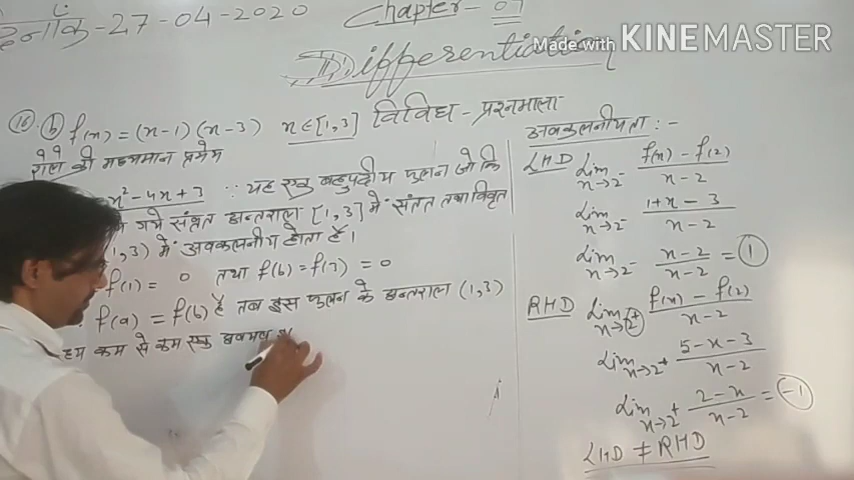 दिनांक-27-04-2020
Chapter-07
Differentiation
Made with KINEMASTER
विविध-प्रश्नमाला
(16) (b) f(x) = (x-1)(x-3) x∈[1,3]
रोले की मध्यमान प्रमेय
x²-4x+3 ∵ यह एक बहुपदीय फलन जो कि
गये संवृत अन्तराल [1,3] में संतत तथा विवृत
1,3) में अवकलनीय होता है।
f(1) = 0 तथा f(b) = f(3) = 0
f(a) = f(b) है तब इस फलन के अन्तराल (1,3)
हम कम से कम एक अवयव
अवकलनीयता :-
LHD Lim x→2⁻ f(x)-f(2)/x-2
Lim x→2⁻ 1+x-3/x-2
Lim x→2⁻ x-2/x-2 = 1
RHD Lim x→2⁺ f(x)-f(2)/x-2
Lim x→2⁺ 5-x-3/x-2
Lim x→2⁺ 2-x/x-2 = -1
LHD ≠ RHD